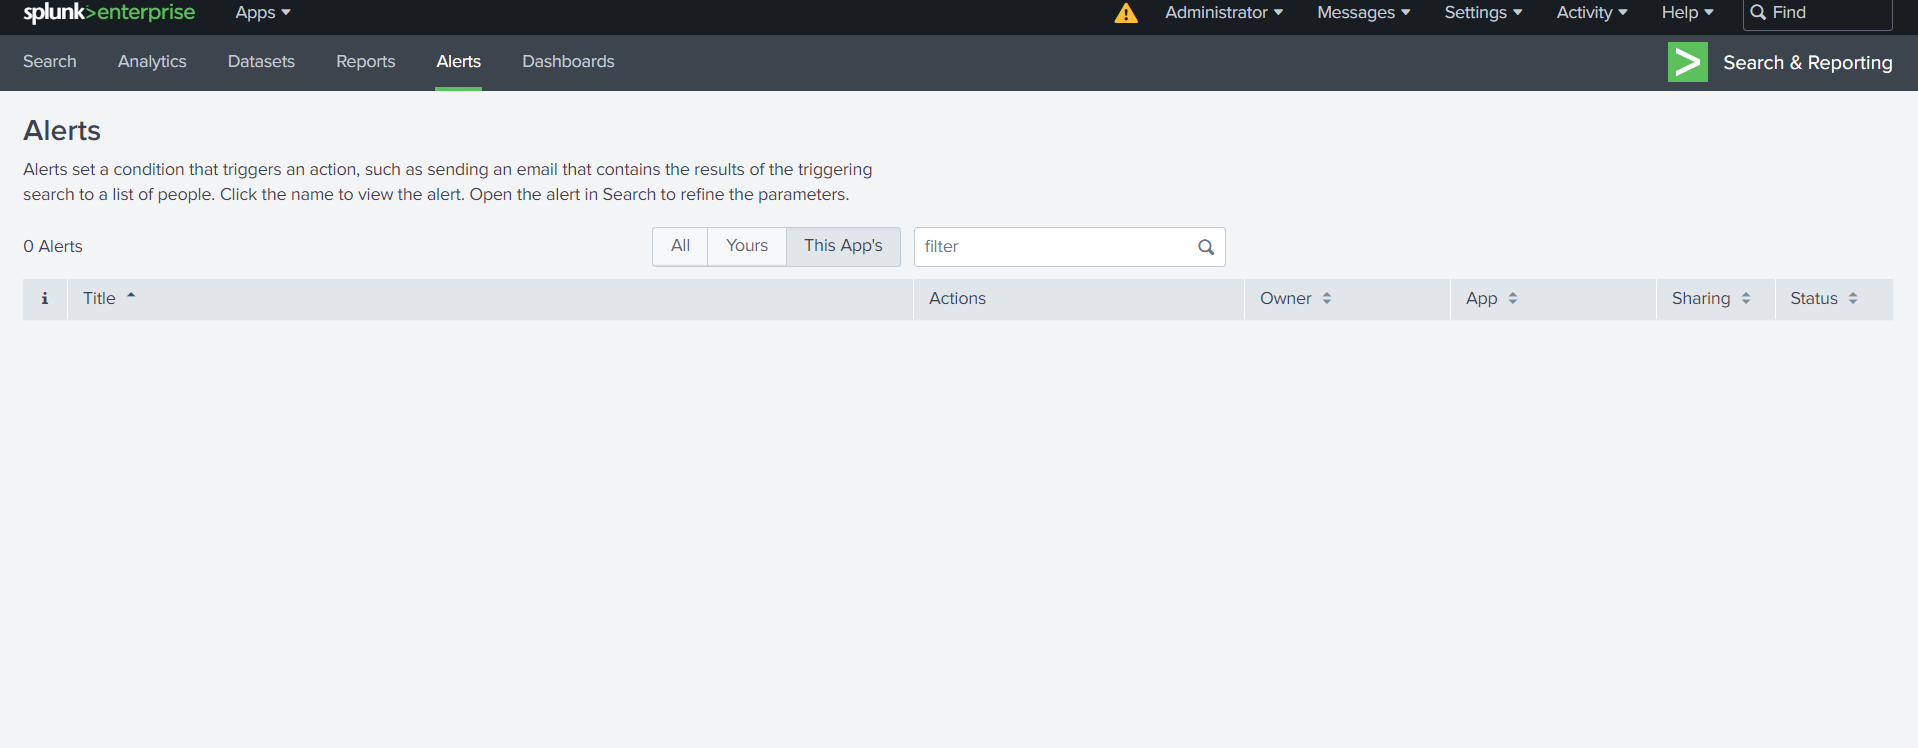 splunk>enterprise Apps Administrator Messages Settings Activity Help Find
Search Analytics Datasets Reports Alerts Dashboards > Search & Reporting
Alerts
Alerts set a condition that triggers an action, such as sending an email that contains the results of the triggering
search to a list of people. Click the name to view the alert. Open the alert in Search to refine the parameters.
0 Alerts All Yours This App's filter
i Title Actions Owner App Sharing Status